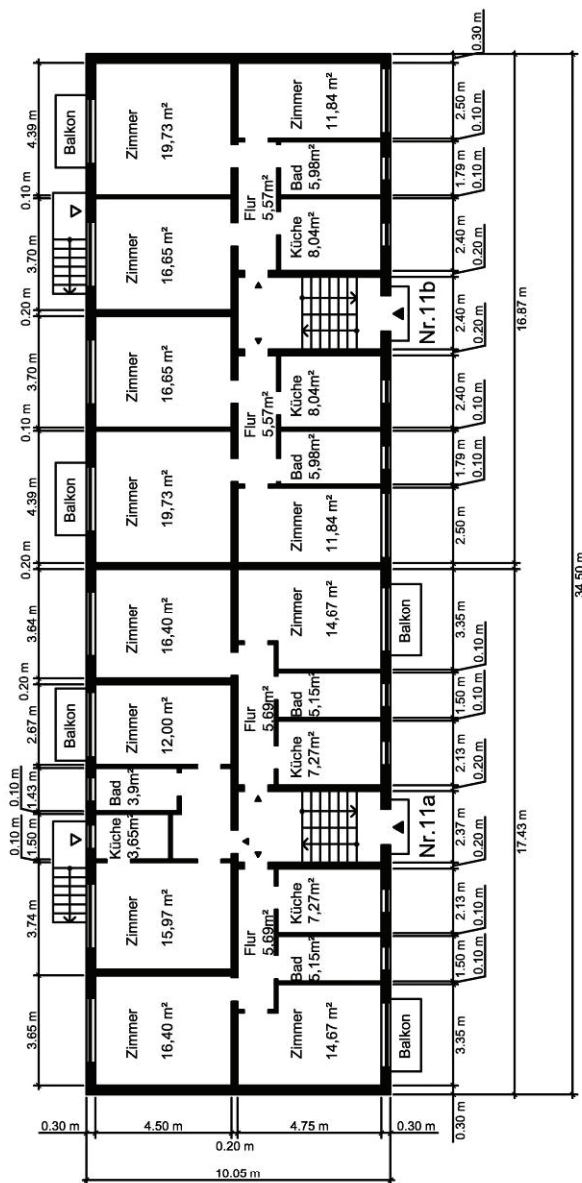 3.65 m
3.74 m
1.50 m
0.10 m
1.43 m
0.10 m
2.67 m
0.20 m
3.64 m
0.20 m
4.39 m
0.10 m
3.70 m
0.20 m
3.70 m
0.10 m
4.39 m
Balkon
Balkon
Balkon
Zimmer
16,40 m²
Zimmer
15,97 m²
Küche
3,65m²
Bad
3,9m²
Zimmer
12,00 m²
Zimmer
16,40 m²
Zimmer
19,73 m²
Zimmer
16,65 m²
Zimmer
16,65 m²
Zimmer
19,73 m²
Flur
5,69m²
Flur
5,69m²
Flur
5,57m²
Flur
5,57m²
Zimmer
14,67 m²
Bad
5,15m²
Küche
7,27m²
Küche
7,27m²
Bad
5,15m²
Zimmer
14,67 m²
Zimmer
11,84 m²
Bad
5,98m²
Küche
8,04m²
Küche
8,04m²
Bad
5,98m²
Zimmer
11,84 m²
Balkon
Nr.11a
Balkon
Nr.11b
0.30 m
3.35 m
0.10 m
1.50 m
0.10 m
2.13 m
0.20 m
2.37 m
0.20 m
2.13 m
0.10 m
1.50 m
0.10 m
3.35 m
2.50 m
0.10 m
1.79 m
0.10 m
2.40 m
0.20 m
2.40 m
0.20 m
2.40 m
0.10 m
1.79 m
0.10 m
2.50 m
0.30 m
17.43 m
16.87 m
34.50 m
0.30 m
4.50 m
0.20 m
4.75 m
0.30 m
10.05 m